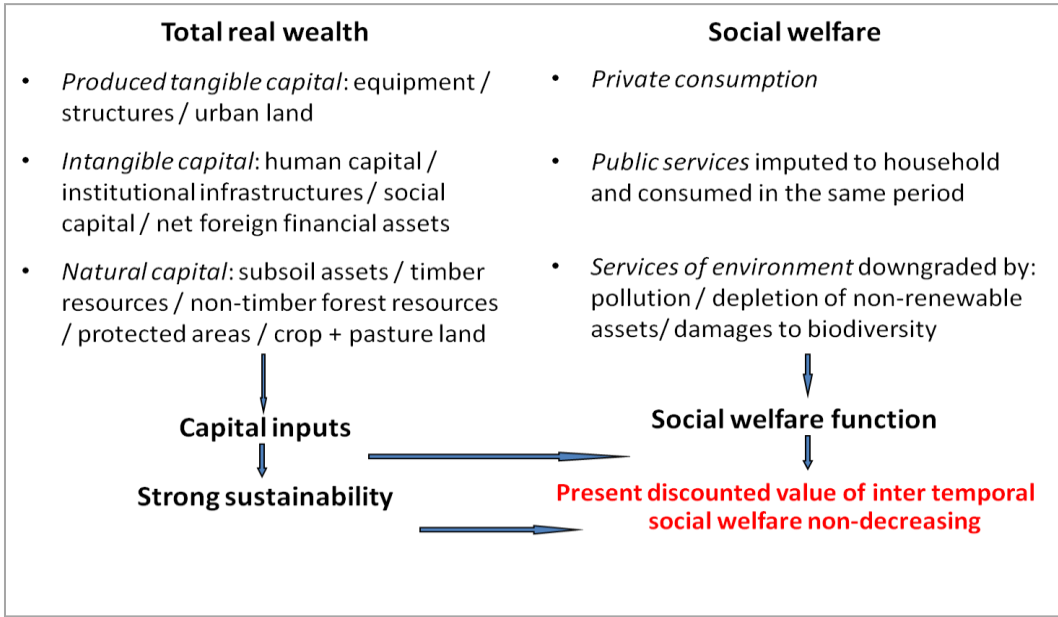 Total real wealth
• Produced tangible capital: equipment /
structures / urban land
• Intangible capital: human capital /
institutional infrastructures / social
capital / net foreign financial assets
• Natural capital: subsoil assets / timber
resources / non-timber forest resources
/ protected areas / crop + pasture land
Capital inputs
Strong sustainability
Social welfare
• Private consumption
• Public services imputed to household
and consumed in the same period
• Services of environment downgraded by:
pollution / depletion of non-renewable
assets/ damages to biodiversity
Social welfare function
Present discounted value of inter temporal
social welfare non-decreasing